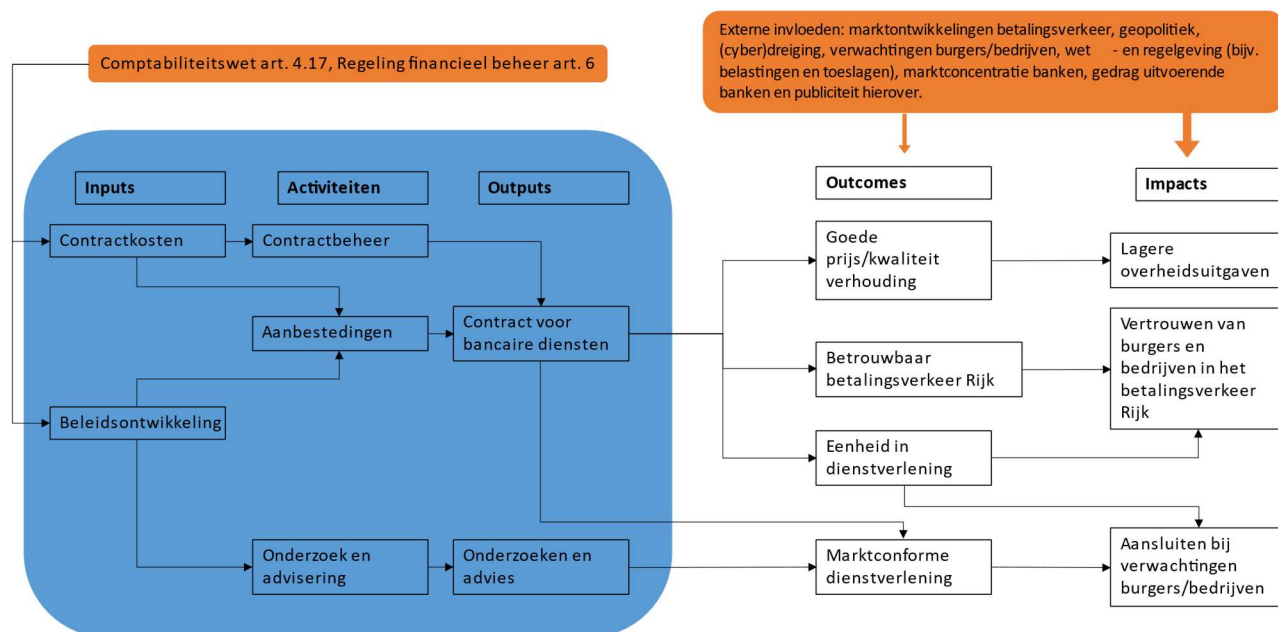 Externe invloeden: marktontwikkelingen betalingsverkeer, geopolitiek,
(cyber)dreiging, verwachtingen burgers/bedrijven, wet - en regelgeving (bijv.
belastingen en toeslagen), marktconcentratie banken, gedrag uitvoerende
banken en publiciteit hierover.
Comptabiliteitswet art. 4.17, Regeling financieel beheer art. 6
Inputs
Activiteiten
Outputs
Outcomes
Impacts
Contractkosten
Contractbeheer
Goede
prijs/kwaliteit
verhouding
Lagere
overheidsuitgaven
Aanbestedingen
Contract voor
bancaire diensten
Betrouwbaar
betalingsverkeer Rijk
Vertrouwen van
burgers en
bedrijven in het
betalingsverkeer
Rijk
Beleidsontwikkeling
Eenheid in
dienstverlening
Onderzoek en
advisering
Onderzoeken en
advies
Marktconforme
dienstverlening
Aansluiten bij
verwachtingen
burgers/bedrijven